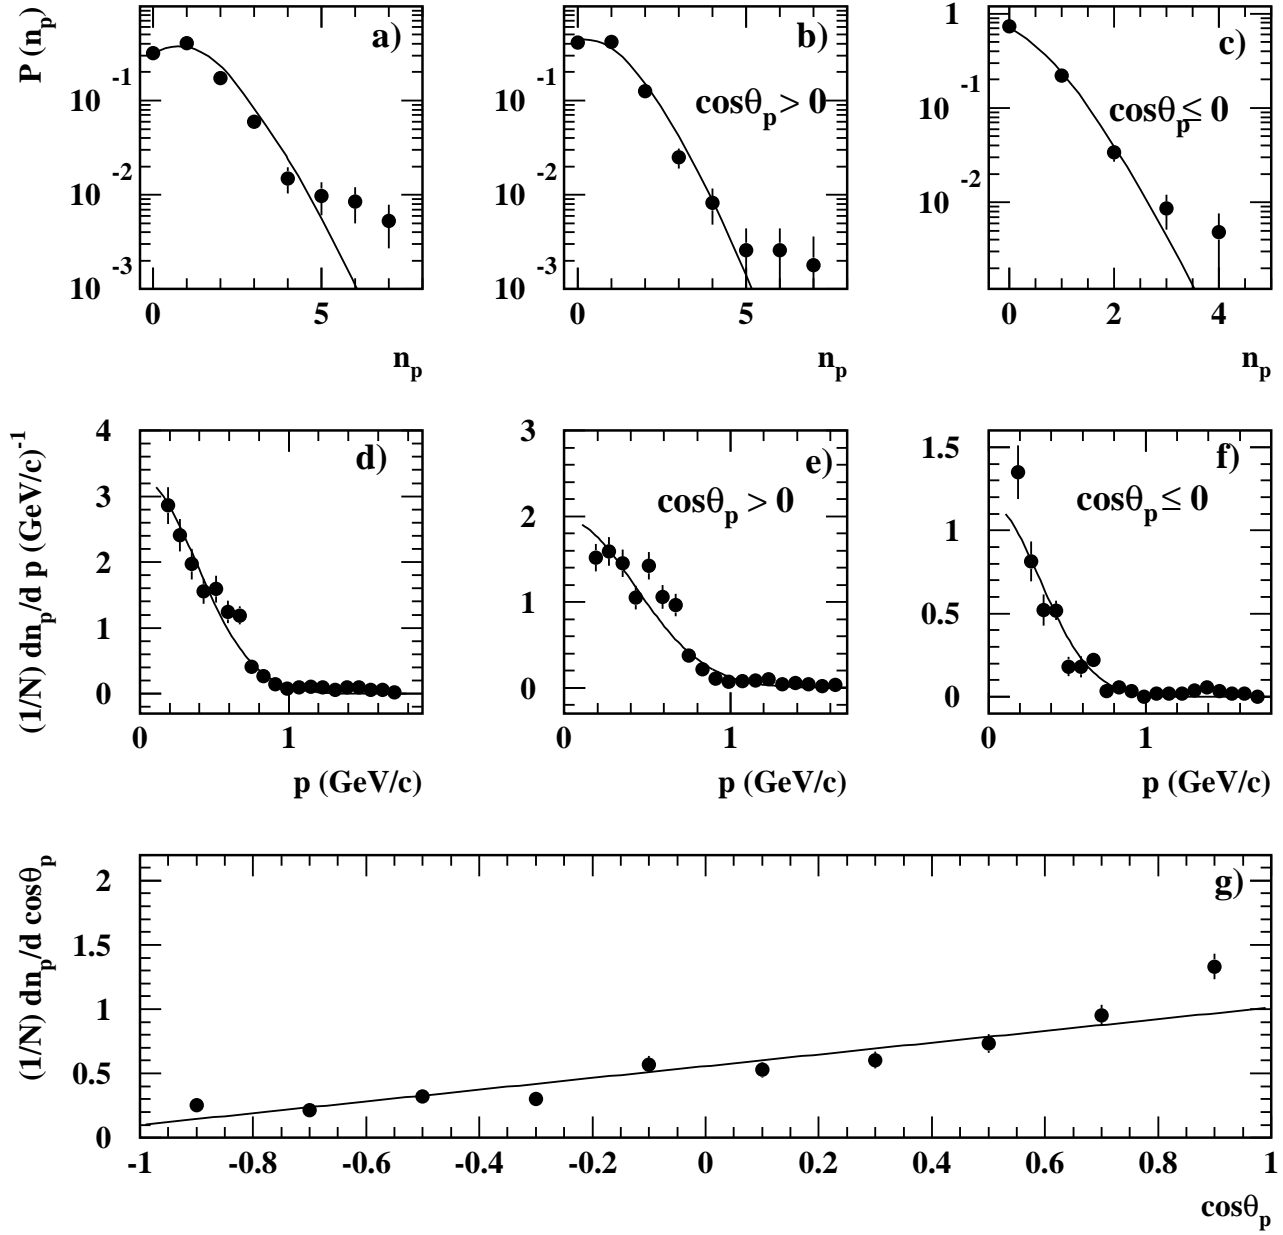 P (n_p)
a)
10^-1
10^-2
10^-3
0 5
n_p
b)
cosθ_p > 0
10^-1
10^-2
10^-3
0 5
n_p
c)
cosθ_p ≤ 0
1
10^-1
10^-2
0 2 4
n_p
(1/N) dn_p/d p (GeV/c)^-1
d)
4
3
2
1
0
0 1
p (GeV/c)
e)
cosθ_p > 0
3
2
1
0
0 1
p (GeV/c)
f)
cosθ_p ≤ 0
1.5
1
0.5
0
0 1
p (GeV/c)
(1/N) dn_p/d cosθ_p
g)
2
1.5
1
0.5
0
-1 -0.8 -0.6 -0.4 -0.2 0 0.2 0.4 0.6 0.8 1
cosθ_p